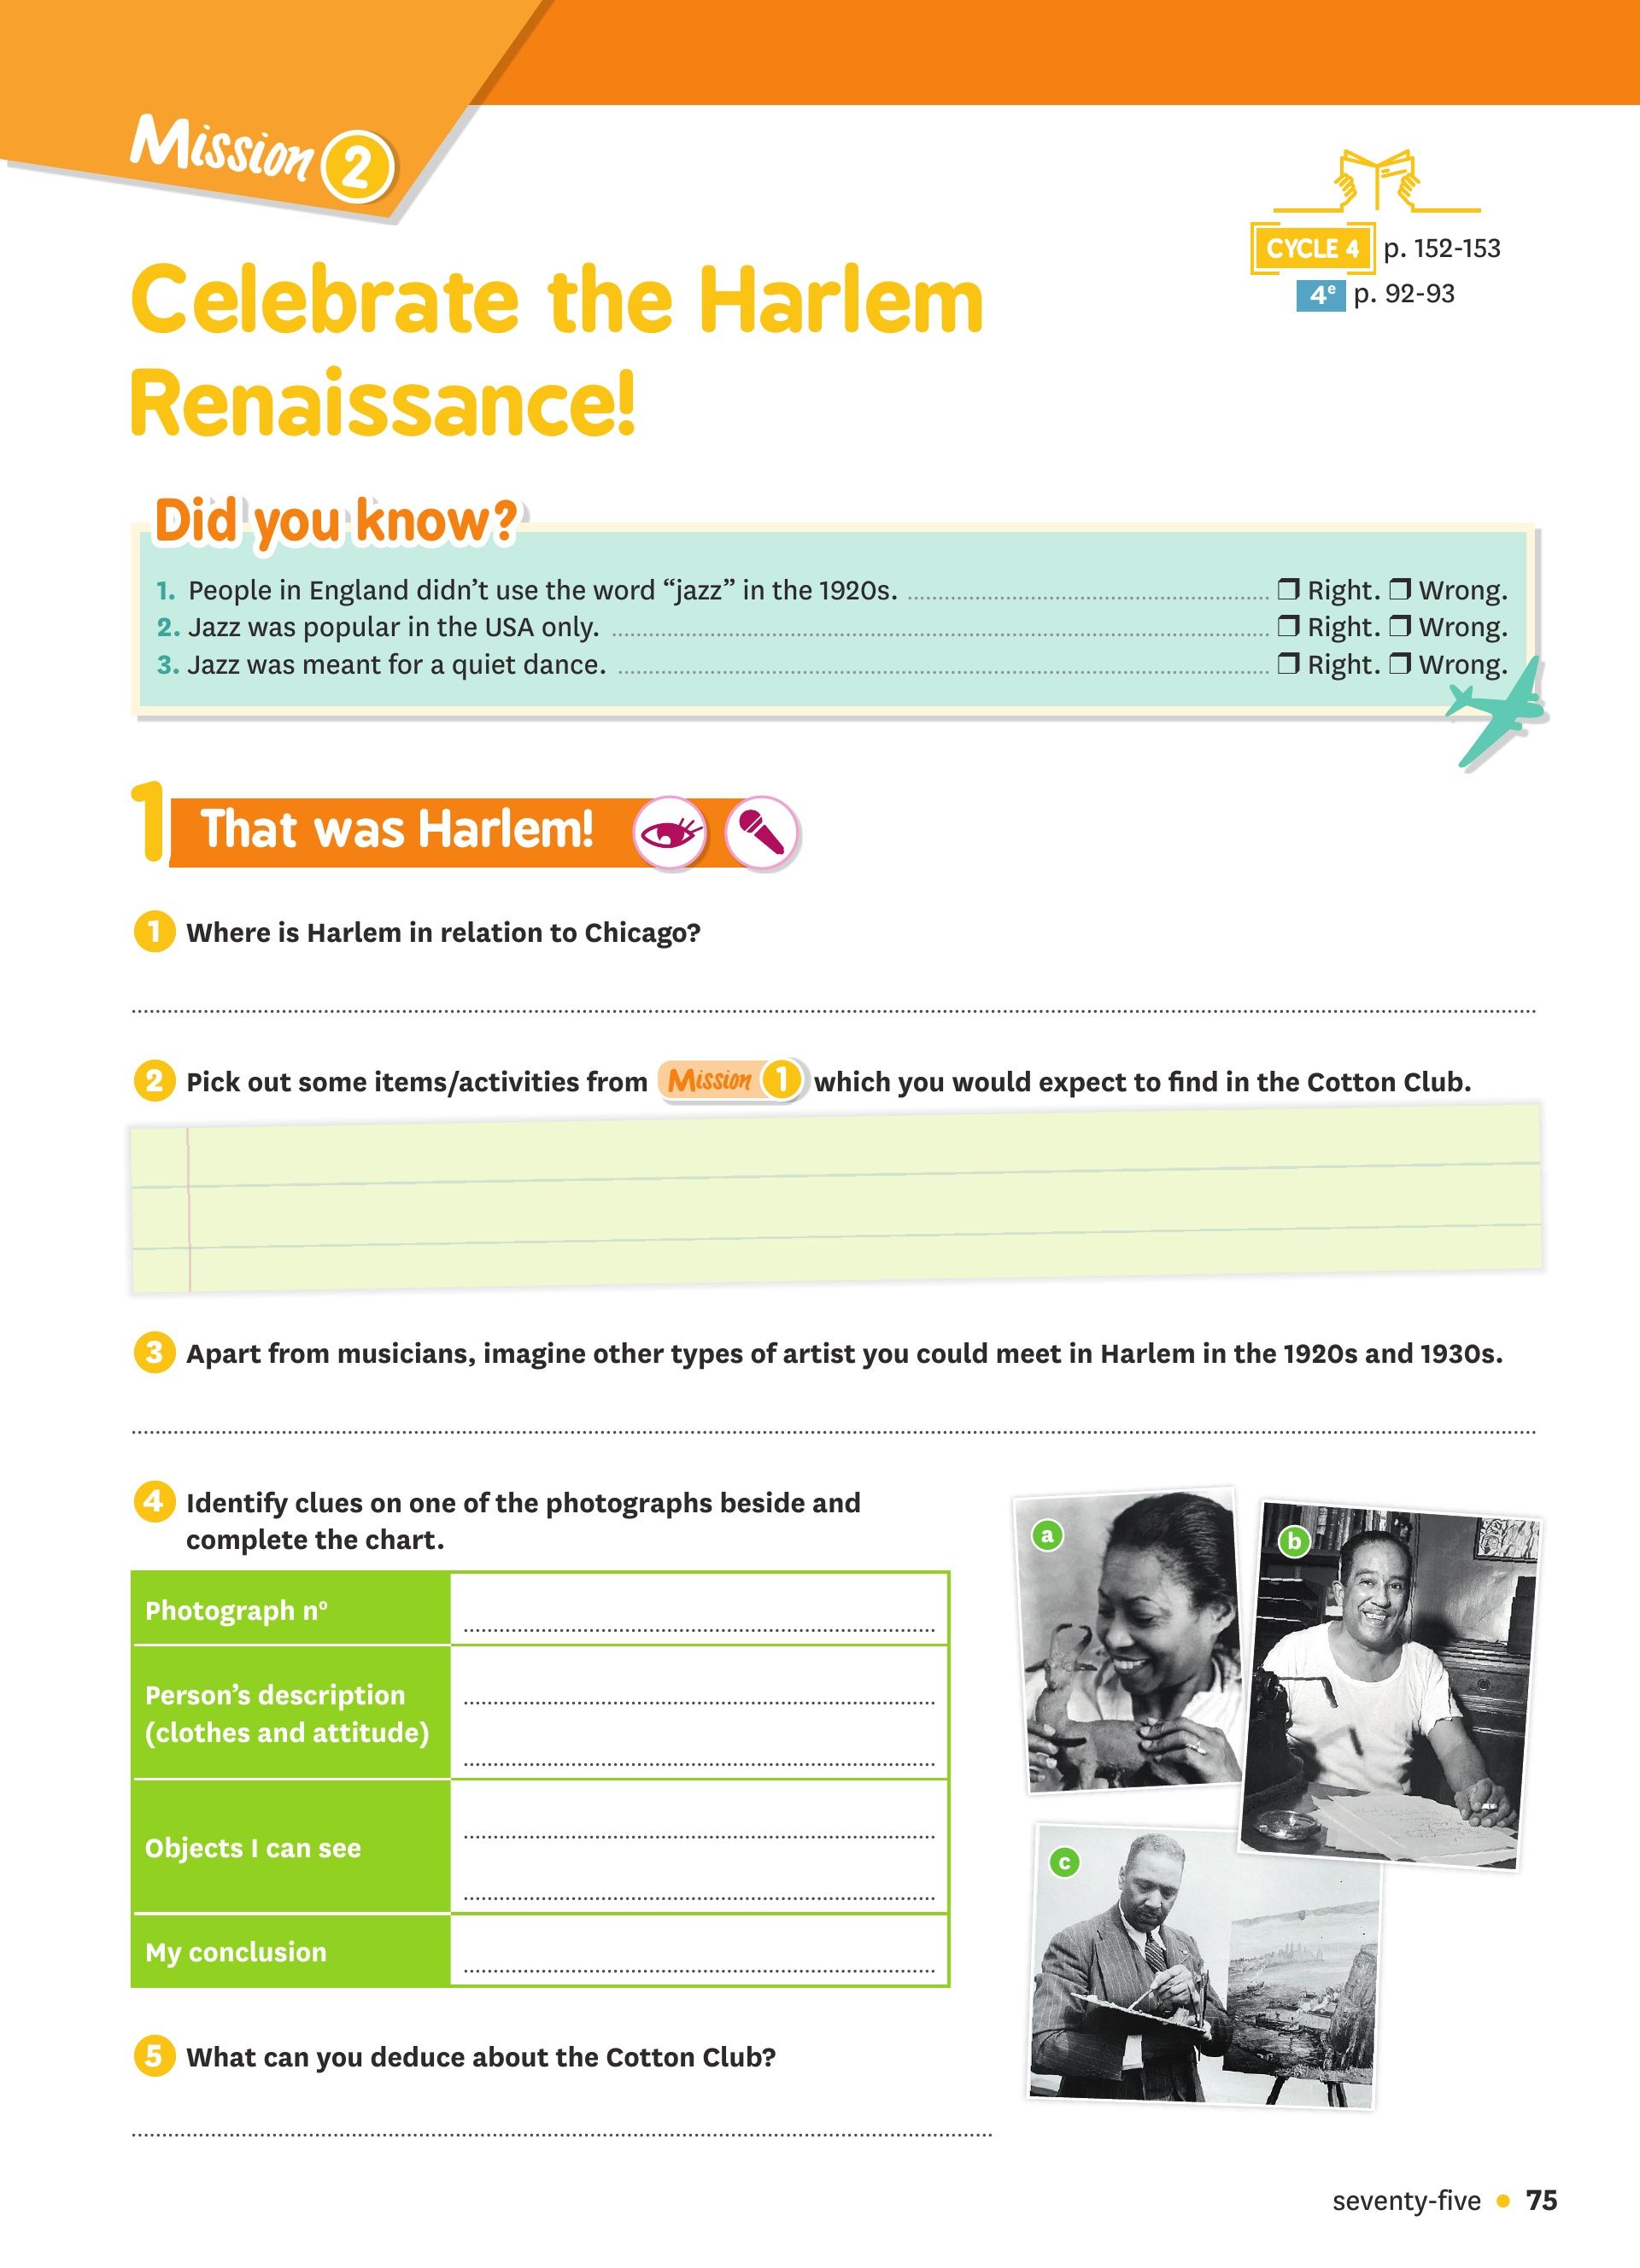 Mission 2
CYCLE 4 p. 152-153
4e p. 92-93
Celebrate the Harlem
Renaissance!
Did you know?
1. People in England didn't use the word “jazz” in the 1920s. ❒ Right. ❒ Wrong.
2. Jazz was popular in the USA only. ❒ Right. ❒ Wrong.
3. Jazz was meant for a quiet dance. ❒ Right. ❒ Wrong.
1 That was Harlem!
1 Where is Harlem in relation to Chicago?
2 Pick out some items/activities from Mission 1 which you would expect to find in the Cotton Club.
3 Apart from musicians, imagine other types of artist you could meet in Harlem in the 1920s and 1930s.
4 Identify clues on one of the photographs beside and
complete the chart.
a
b
Photograph nº
Person's description
(clothes and attitude)
Objects I can see
c
My conclusion
5 What can you deduce about the Cotton Club?
seventy-five • 75